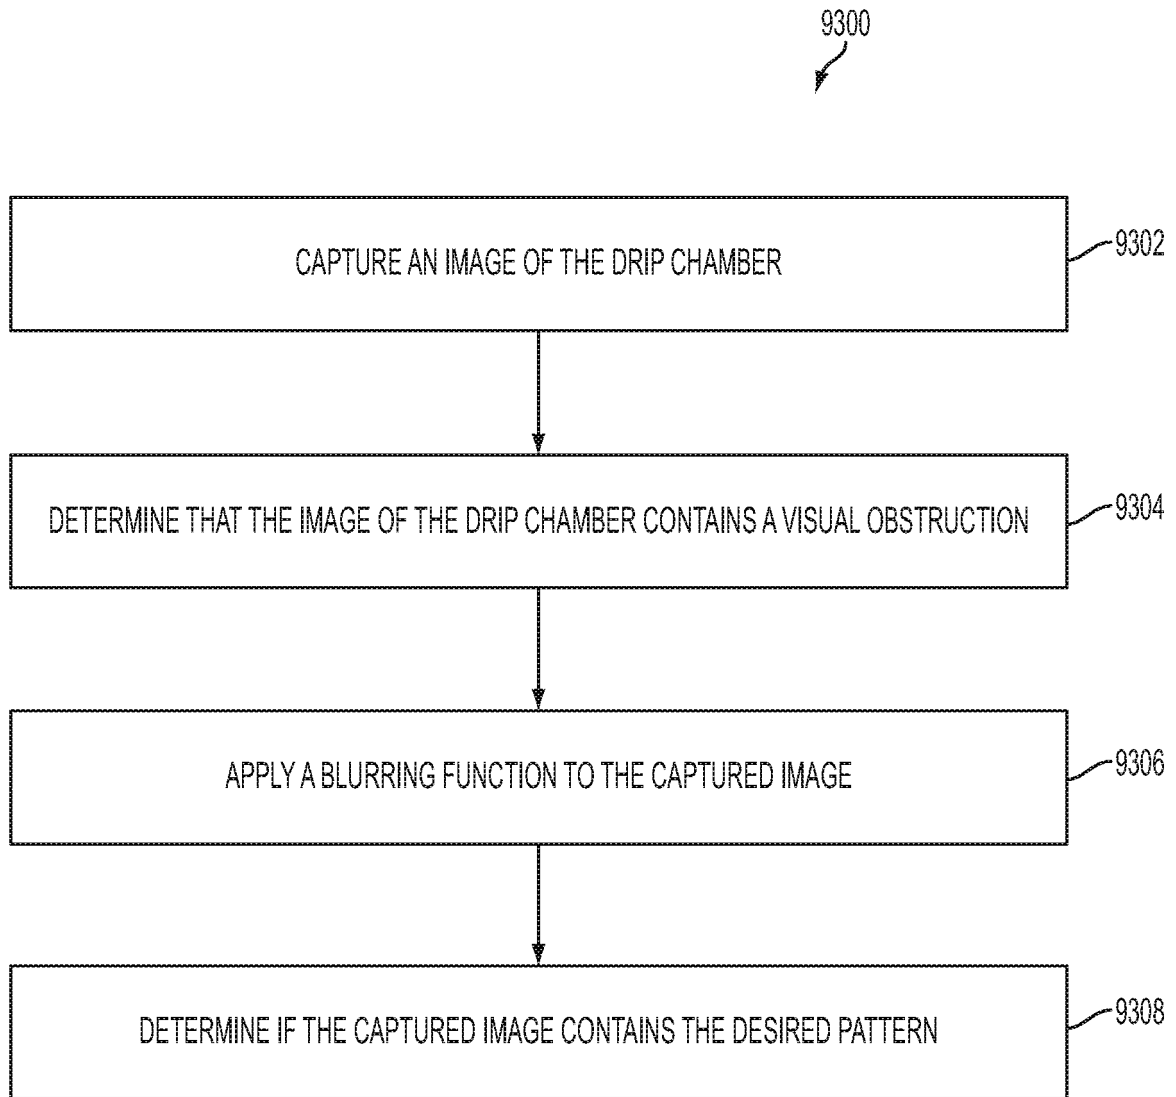 9300
CAPTURE AN IMAGE OF THE DRIP CHAMBER
9302
DETERMINE THAT THE IMAGE OF THE DRIP CHAMBER CONTAINS A VISUAL OBSTRUCTION
9304
APPLY A BLURRING FUNCTION TO THE CAPTURED IMAGE
9306
DETERMINE IF THE CAPTURED IMAGE CONTAINS THE DESIRED PATTERN
9308